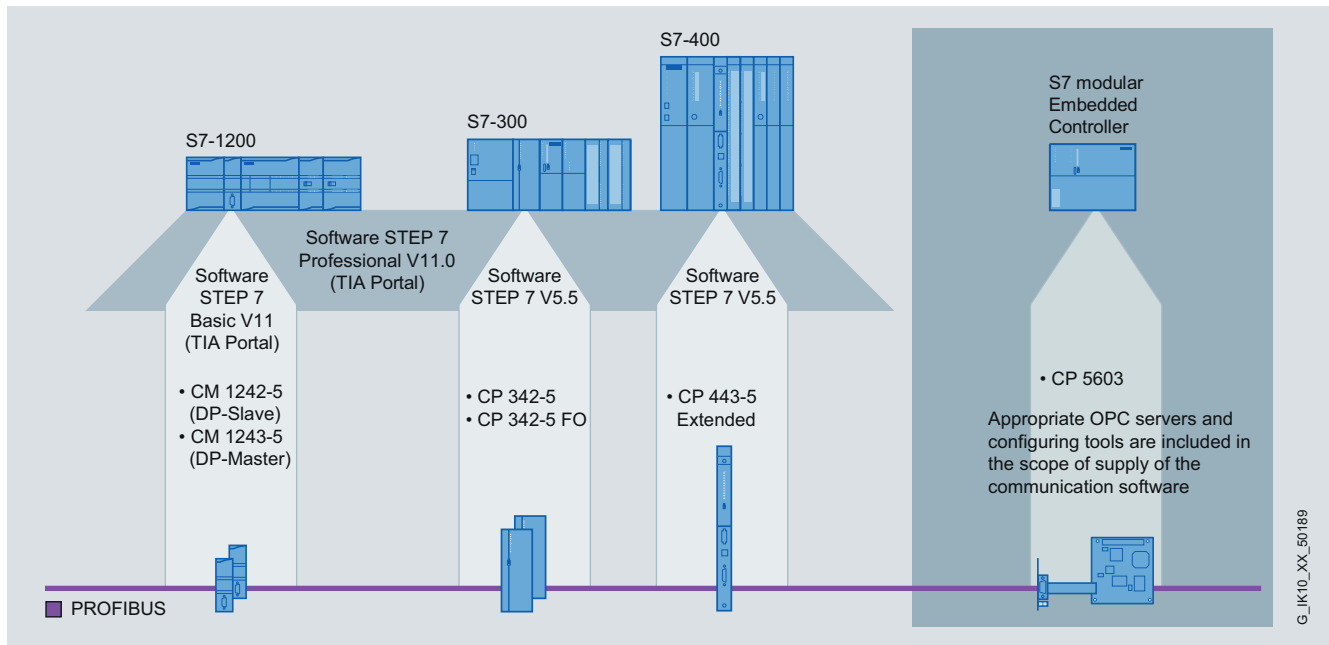 S7-400
S7 modular
Embedded
Controller
S7-300
S7-1200
Software STEP 7
Professional V11.0
(TIA Portal)
Software
STEP 7
Basic V11
(TIA Portal)
Software
STEP 7 V5.5
Software
STEP 7 V5.5
• CM 1242-5
(DP-Slave)
• CM 1243-5
(DP-Master)
• CP 342-5
• CP 342-5 FO
• CP 443-5
Extended
• CP 5603
Appropriate OPC servers and
configuring tools are included in
the scope of supply of the
communication software
PROFIBUS
G_IK10_XX_50189